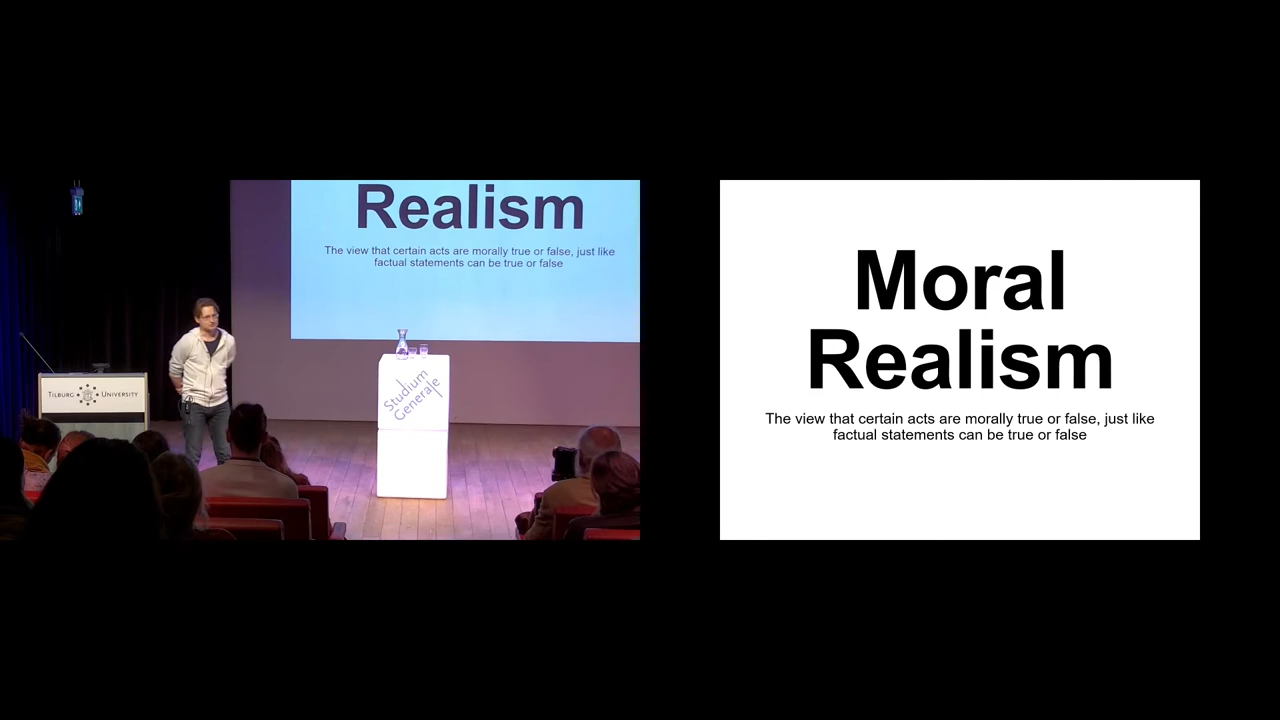 Realism
The view that certain acts are morally true or false, just like
factual statements can be true or false
TILBURG UNIVERSITY
Studium
Generale
Moral
Realism
The view that certain acts are morally true or false, just like
factual statements can be true or false